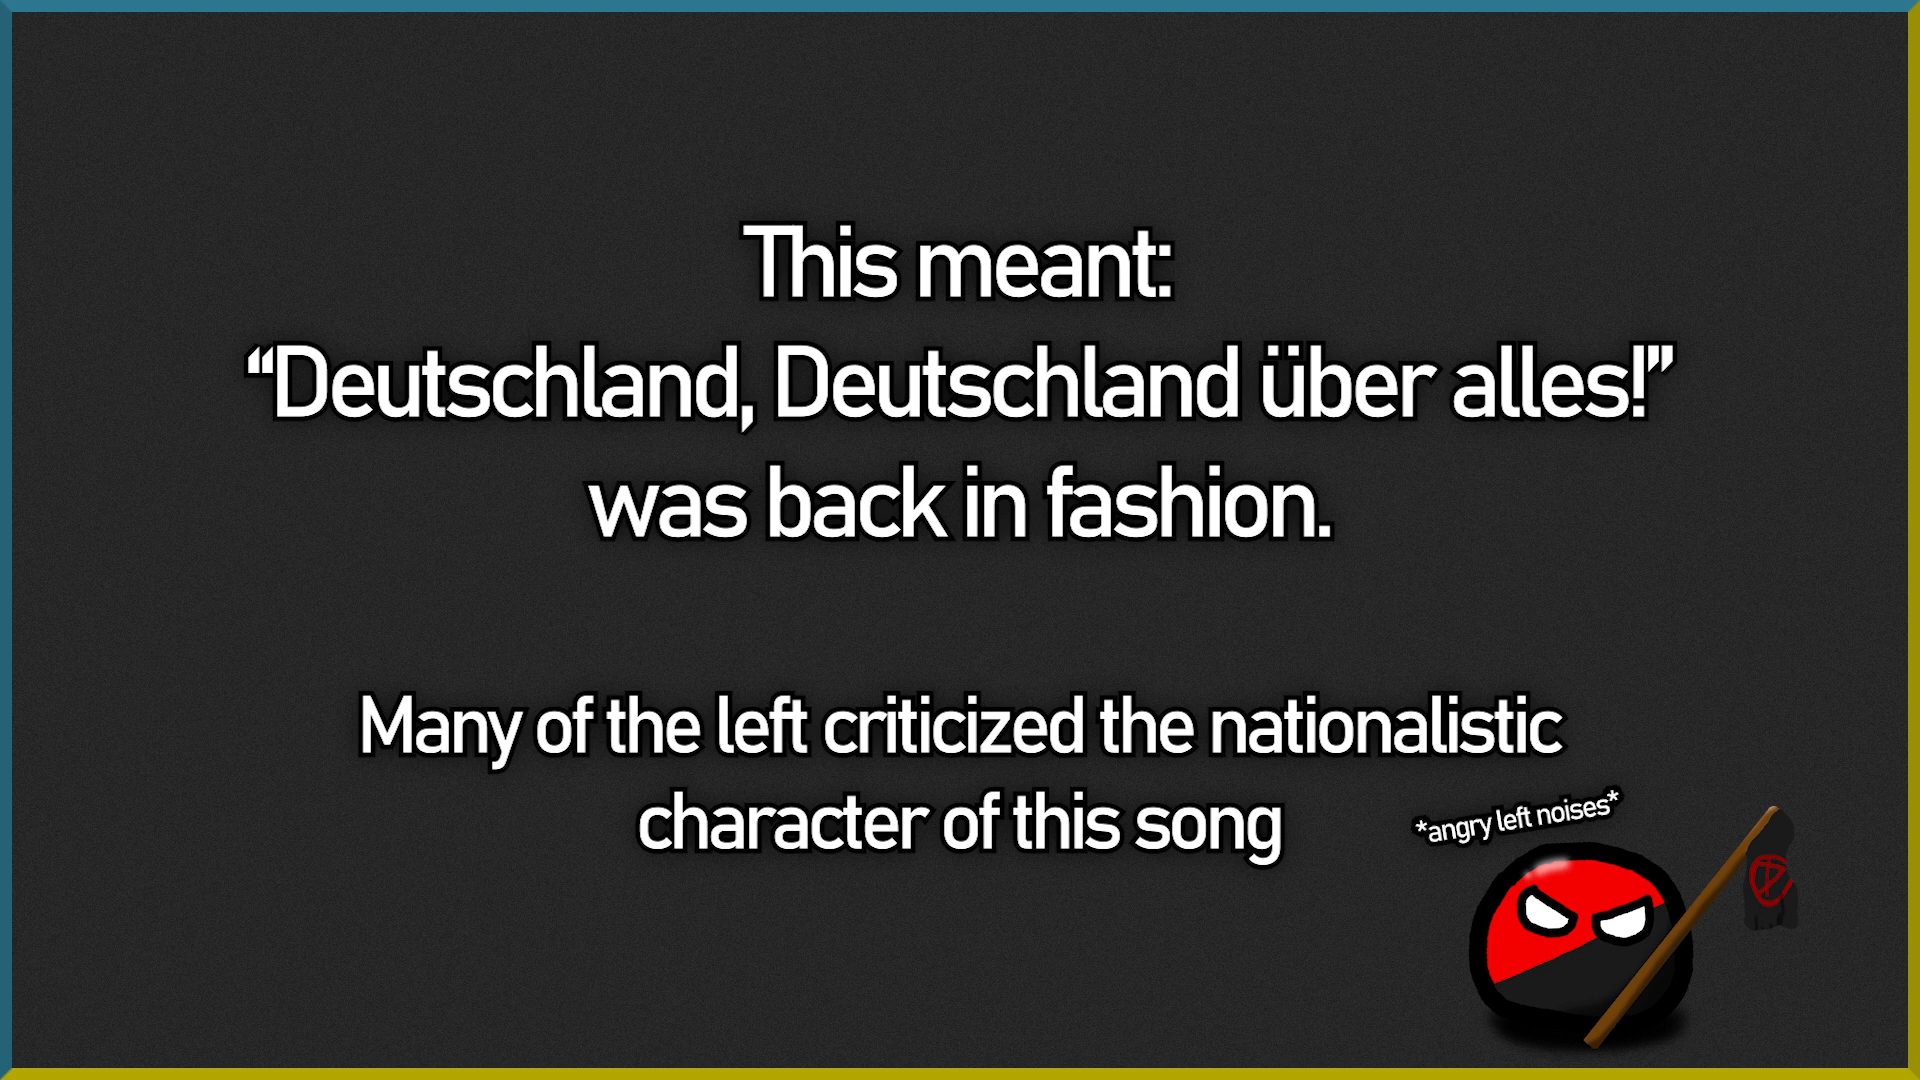 This meant:
“Deutschland, Deutschland über alles!”
was back in fashion.
Many of the left criticized the nationalistic
character of this song
*angry left noises*